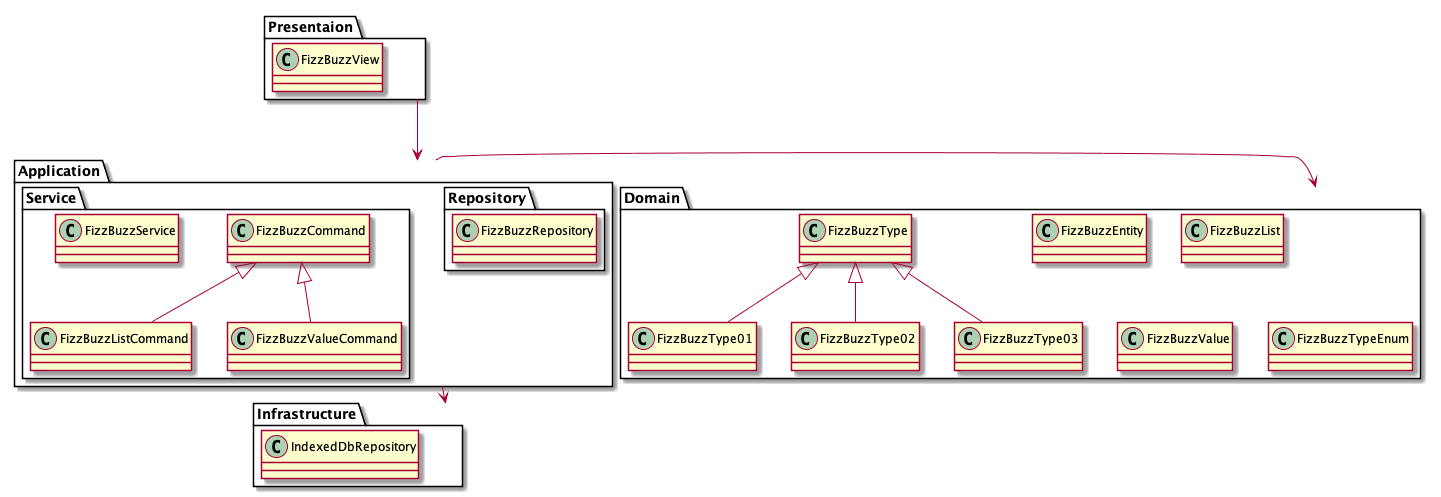 Presentaion
C FizzBuzzView
Application
Service
C FizzBuzzService
C FizzBuzzCommand
C FizzBuzzListCommand
C FizzBuzzValueCommand
Repository
C FizzBuzzRepository
Domain
C FizzBuzzType
C FizzBuzzEntity
C FizzBuzzList
C FizzBuzzType01
C FizzBuzzType02
C FizzBuzzType03
C FizzBuzzValue
C FizzBuzzTypeEnum
Infrastructure
C IndexedDbRepository